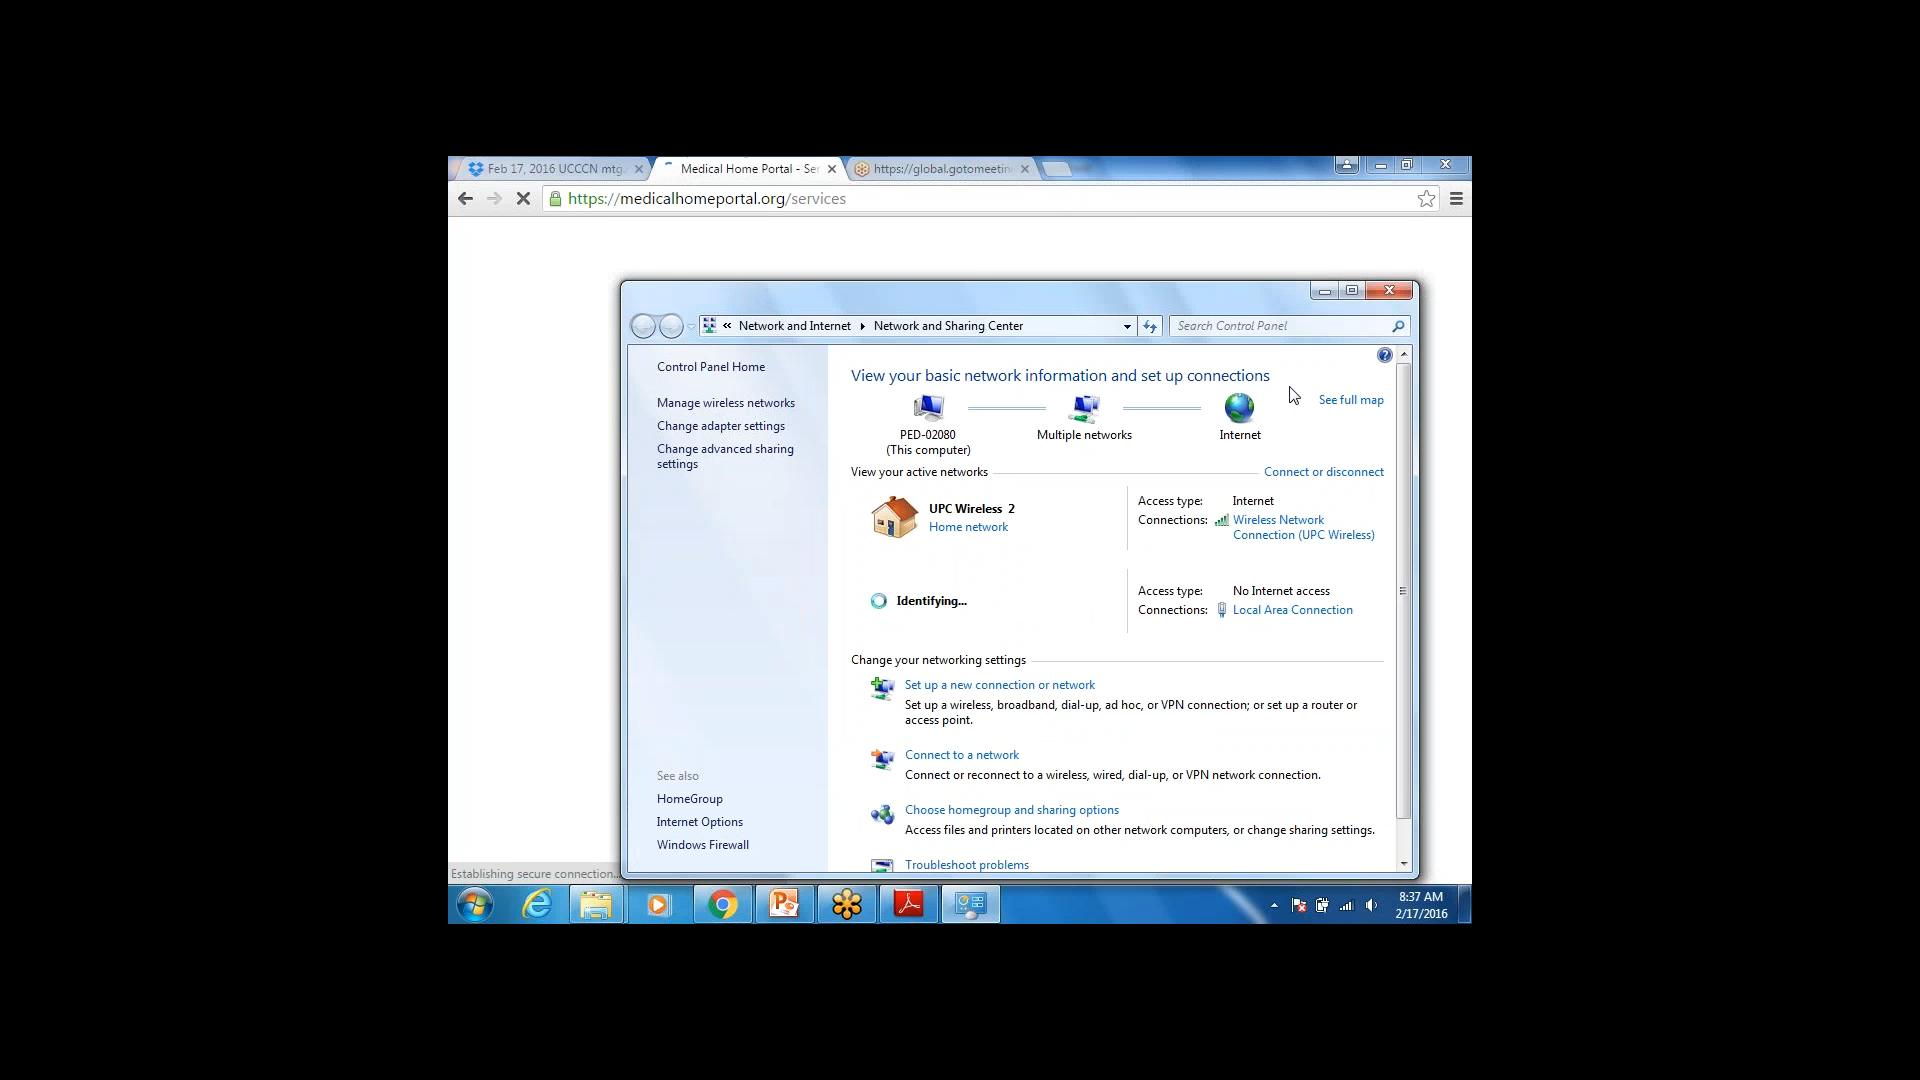 Feb 17, 2016 UCCCN mtg
Medical Home Portal - Ser
https://global.gotomeetin
https://medicalhomeportal.org/services
« Network and Internet Network and Sharing Center
Search Control Panel
Control Panel Home
Manage wireless networks
Change adapter settings
Change advanced sharing
settings
See also
HomeGroup
Internet Options
Windows Firewall
View your basic network information and set up connections
See full map
PED-02080
(This computer)
Multiple networks
Internet
View your active networks
Connect or disconnect
UPC Wireless 2
Home network
Access type: Internet
Connections: Wireless Network
Connection (UPC Wireless)
Identifying...
Access type: No Internet access
Connections: Local Area Connection
Change your networking settings
Set up a new connection or network
Set up a wireless, broadband, dial-up, ad hoc, or VPN connection; or set up a router or
access point.
Connect to a network
Connect or reconnect to a wireless, wired, dial-up, or VPN network connection.
Choose homegroup and sharing options
Access files and printers located on other network computers, or change sharing settings.
Troubleshoot problems
Establishing secure connection...
8:37 AM
2/17/2016